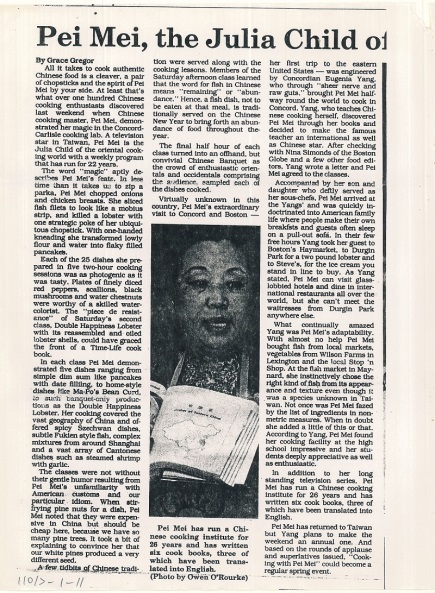 Pei Mei, the Julia Child of
By Grace Gregor
All it takes to cook authentic
Chinese food is a cleaver, a pair
of chopsticks and the spirit of Pei
Mei by your side. At least that's
what over one hundred Chinese
cooking enthusiasts discovered
last weekend when Chinese
cooking master, Pei Mei, demon-
strated her magic in the Concord-
Carlisle cooking lab. A television
star in Taiwan, Pei Mei is the
Julia Child of the oriental cook-
ing world with a weekly program
that has run for 22 years.
The word "magic" aptly de-
scribes Pei Mei's feats. In less
time than it takes us to zip a
parka, Pei Mei chopped onions
and chicken breasts. She sliced
fish filets to look like a mobius
strip, and killed a lobster with
one strategic poke of her ubiqui-
tous chopstick. With one-handed
kneading she transformed lowly
flour and water into flaky filled
pancakes.
Each of the 25 dishes she pre-
pared in five two-hour cooking
sessions was as photogenic as it
was tasty. Plates of finely diced
red peppers, scallions, black
mushrooms and water chestnuts
were worthy of a skilled water-
colorist. The "piece de resist-
ance" of Saturday's second
class, Double Happiness Lobster
with its reassembled and oiled
lobster shells, could have graced
the front of a Time-Life cook
book.
In each class Pei Mei demon-
strated five dishes ranging from
simple dim sum like pancakes
with date filling, to home-style
dishes like Ma-Po's Bean Curd,
to such banquet-only produc-
tions as the Double Happiness
Lobster. Her cooking covered the
vast geography of China and of-
fered spicy Szechwan dishes,
subtle Fukien style fish, complex
mixtures from around Shanghai
and a vast array of Cantonese
dishes such as steamed shrimp
with garlic.
The classes were not without
their gentle humor resulting from
Pei Mei's unfamiliarity with
American customs and our
particular idiom. When stir-
frying pine nuts for a dish, Pei
Mei noted that they were expen-
sive in China but should be
cheap here, because we have so
many pine trees. It took a bit of
explaining to convince her that
our white pines produced a very
different seed.
A few tidbits of Chinese tradi-
tion were served along with the
cooking lessons. Members of the
Saturday afternoon class learned
that the word for fish in Chinese
means "remaining" or "abun-
dance." Hence, a fish dish, not to
be eaten at that meal, is tradi-
tionally served on the Chinese
New Year to bring forth an abun-
dance of food throughout the
year.
The final half hour of each
class turned into an offhand, but
convivial Chinese Banquet as
the crowd of enthusiastic orien-
tals and occidentals comprising
the audience, sampled each of
the dishes cooked.
Virtually unknown in this
country, Pei Mei's extraordinary
visit to Concord and Boston —
Pei Mei has run a Chi-
nese cooking institute for
26 years and has written
six cook books, three of
which have been trans-
lated into English.
(Photo by Owen O'Rourke)
her first trip to the eastern
United States — was engineered
by Concordian Eugenia Yang,
who through "sheer nerve and
raw guts," brought Pei Mei half-
way round the world to cook in
Concord. Yang, who teaches Chi-
nese cooking herself, discovered
Pei Mei through her books and
decided to make the famous
teacher an international as well as
Chinese star. After checking
with Nina Simonds of the Boston
Globe and a few other food edi-
tors, Yang wrote a letter and Pei
Mei agreed to the classes.
Accompanied by her son and
daughter who deftly served as
her sous-chefs, Pei Mei arrived at
the Yangs' and was quickly in-
doctrinated into American family
life where people make their own
breakfasts and guests often sleep
on a pull-out sofa. In their few
free hours Yang took her guest to
Boston's Haymarket, to Durgin
Park for a two pound lobster and
to Steve's, for the ice cream you
stand in line to buy. As Yang
stated, Pei Mei can visit glass-
lobbied hotels and dine in inter-
national restaurants all over the
world, but she can't meet the
waitresses from Durgin Park
anywhere else.
What continually amazed
Yang was Pei Mei's adaptability.
With almost no help Pei Mei
bought fish from local markets,
vegetables from Wilson Farms in
Lexington and the local Stop 'n
Shop. At the fish market in May-
nard, she instinctively chose the
right kind of fish from its appear-
ance and texture even though it
was a species unknown in Tai-
wan. Not once was Pei Mei fazed
by the list of ingredients in non-
metric measures. When in doubt
she added a little of this or that.
According to Yang, Pei Mei found
her cooking facility at the high
school impressive and her stu-
dents deeply appreciative as well
as enthusiastic.
In addition to her long
standing television series, Pei
Mei has run a Chinese cooking
institute for 26 years and has
written six cook books, three of
which have been translated into
English.
Pei Mei has returned to Taiwan
but Yang plans to make the
weekend an annual one. And
based on the rounds of applause
and superlatives issued, "Cook-
ing with Pei Mei" could become a
regular spring event.